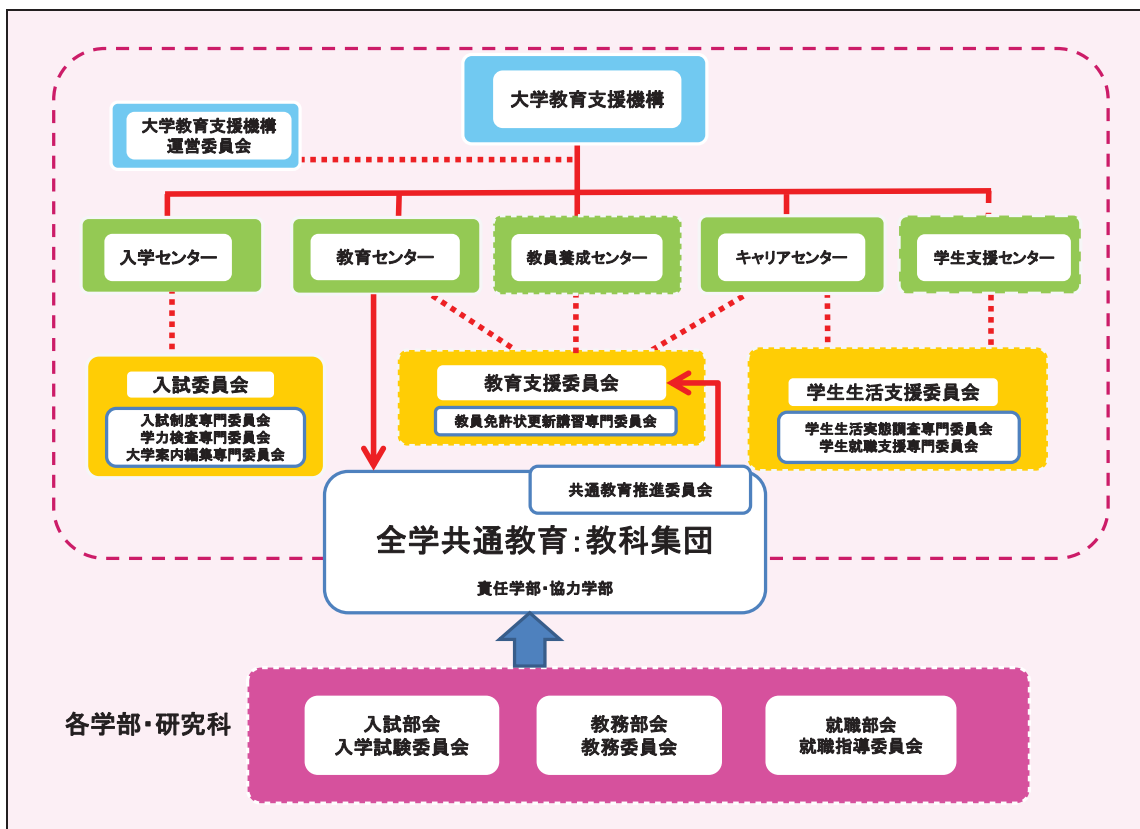 大学教育支援機構
大学教育支援機構
運営委員会
入学センター
教育センター
教員養成センター
キャリアセンター
学生支援センター
入試委員会
入試制度専門委員会
学力検査専門委員会
大学案内編集専門委員会
教育支援委員会
教員免許状更新講習専門委員会
学生生活支援委員会
学生生活実態調査専門委員会
学生就職支援専門委員会
共通教育推進委員会
全学共通教育：教科集団
責任学部・協力学部
各学部・研究科
入試部会
入学試験委員会
教務部会
教務委員会
就職部会
就職指導委員会